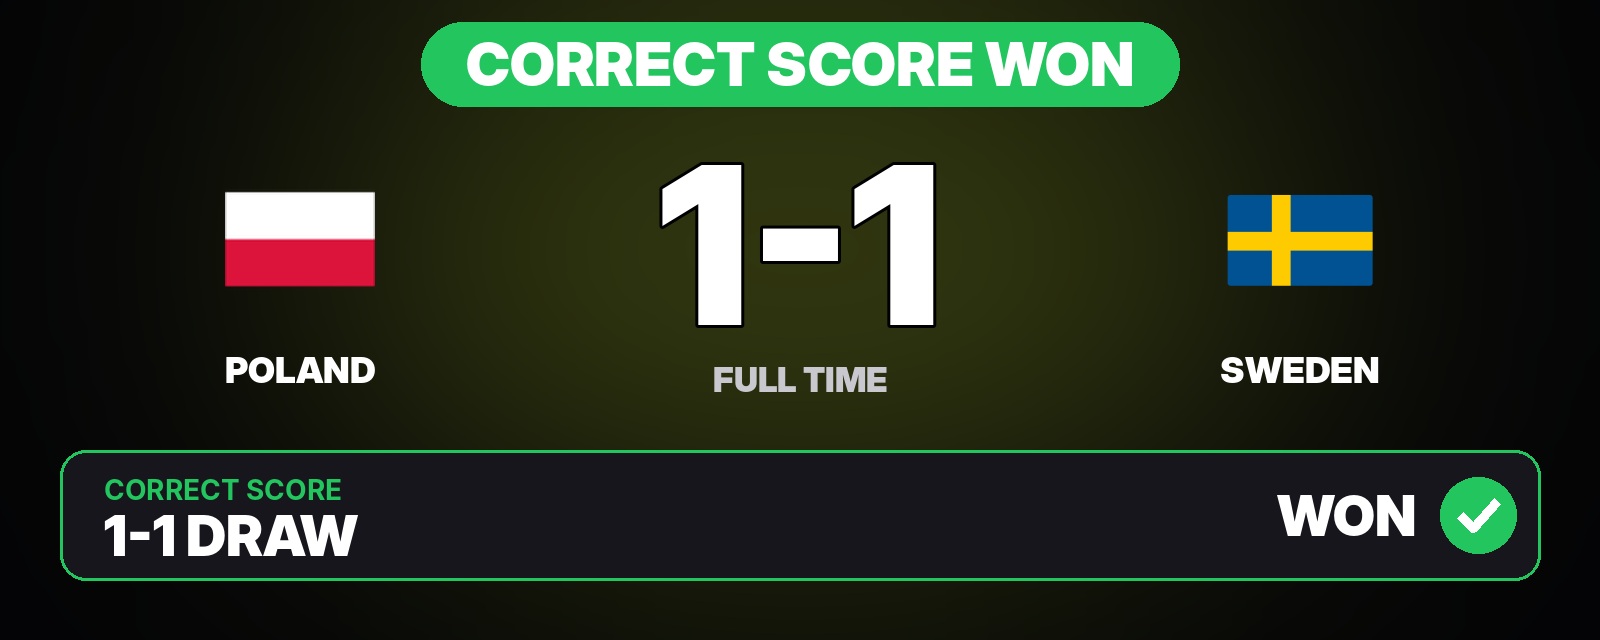 CORRECT SCORE WON
1-1
POLAND
FULL TIME
SWEDEN
CORRECT SCORE
1-1 DRAW
WON